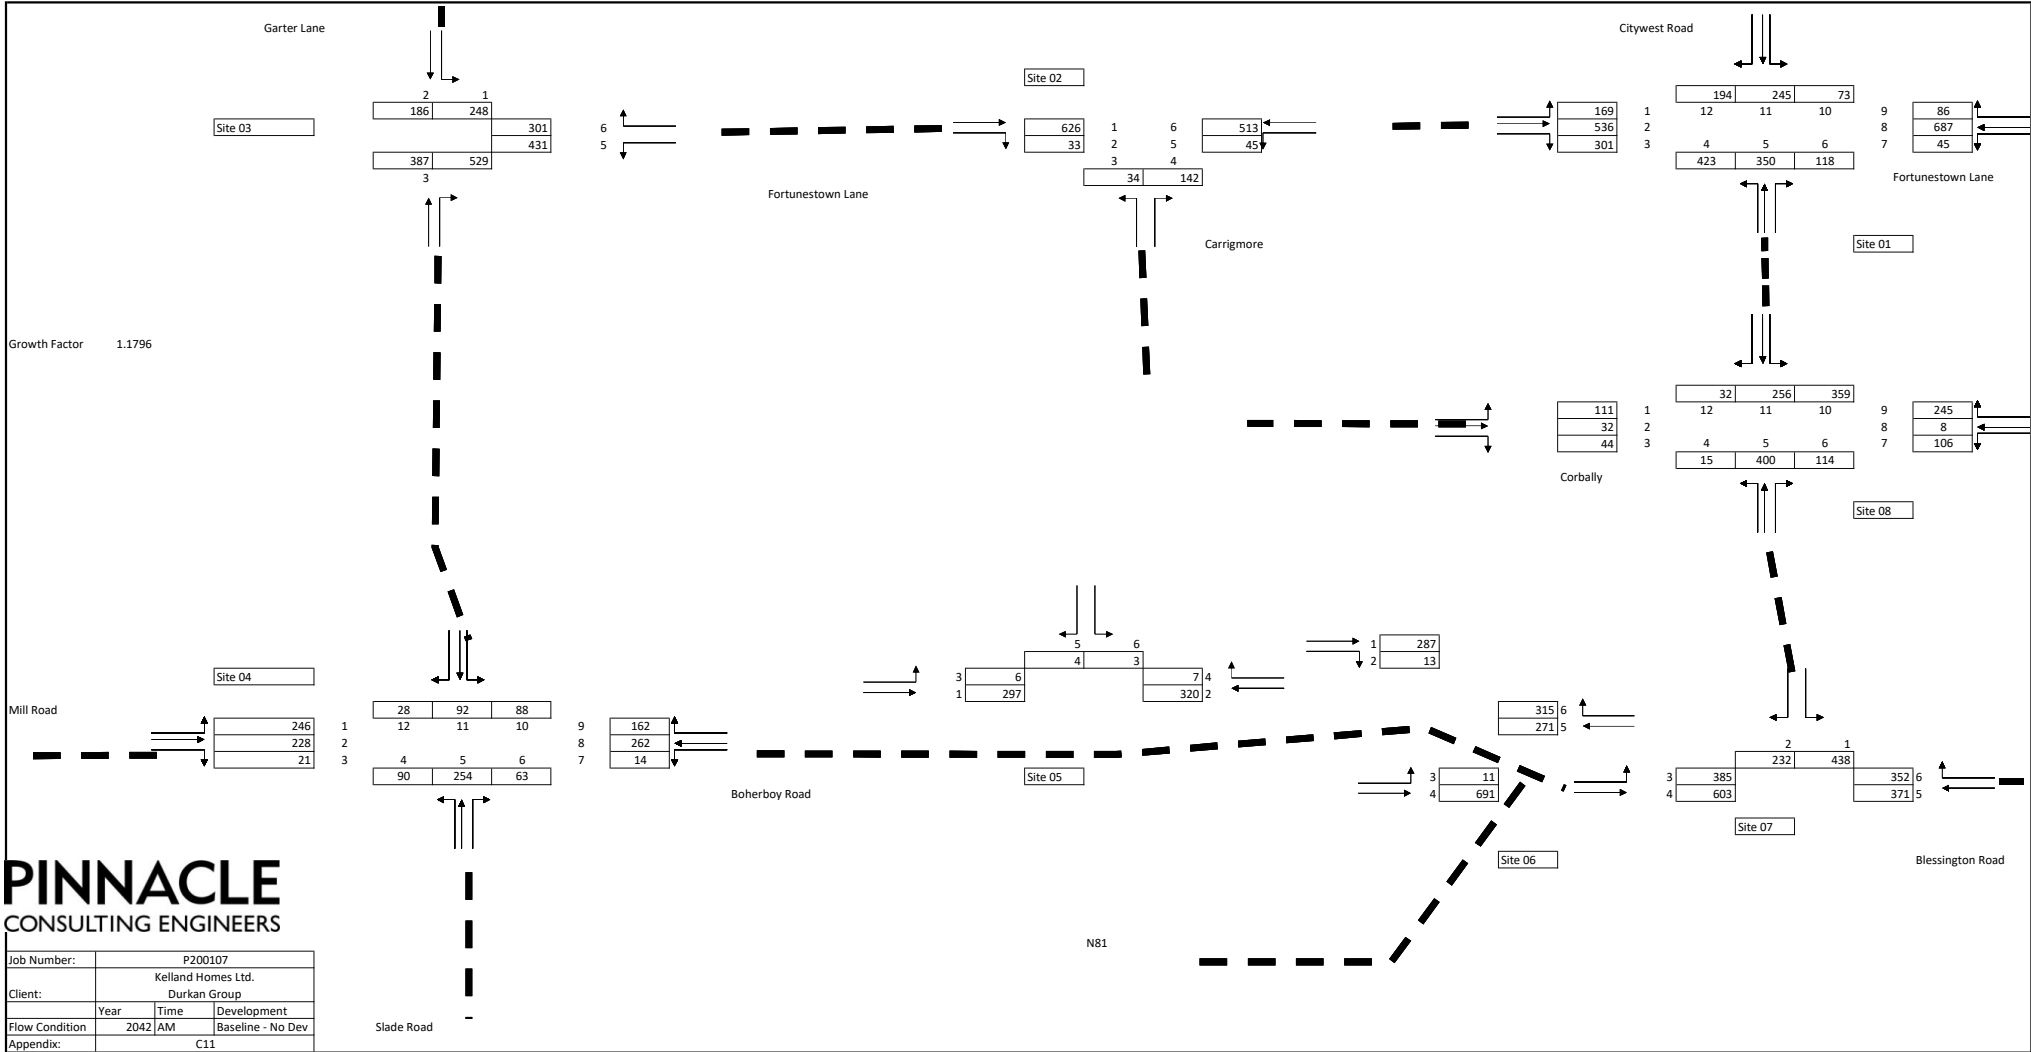 Garter Lane
Citywest Road
Site 02
2 1
186 248
Site 03
301 6
431 5
387 529
3
626 1 6 513
33 2 5 45
3 4
34 142
Fortunestown Lane
Carrigmore
194 245 73
169 1 12 11 10 9 86
536 2 8 687
301 3 4 5 6 7 45
423 350 118
Fortunestown Lane
Site 01
Growth Factor 1.1796
32 256 359
111 1 12 11 10 9 245
32 2 8 8
44 3 4 5 6 7 106
15 400 114
Corbally
Site 08
5 6
4 3
3 6 7 4
1 297 320 2
1 287
2 13
Site 04
Mill Road
28 92 88
246 1 12 11 10 9 162
228 2 8 262
21 3 4 5 6 7 14
90 254 63
Boherboy Road
Site 05
315 6
271 5
3 11
4 691
2 1
232 438
3 385 352 6
4 603 371 5
Site 07
Site 06
Blessington Road
PINNACLE
CONSULTING ENGINEERS
N81
Job Number: P200107
Kelland Homes Ltd.
Client: Durkan Group
Year Time Development
Flow Condition 2042 AM Baseline - No Dev
Appendix: C11
Slade Road